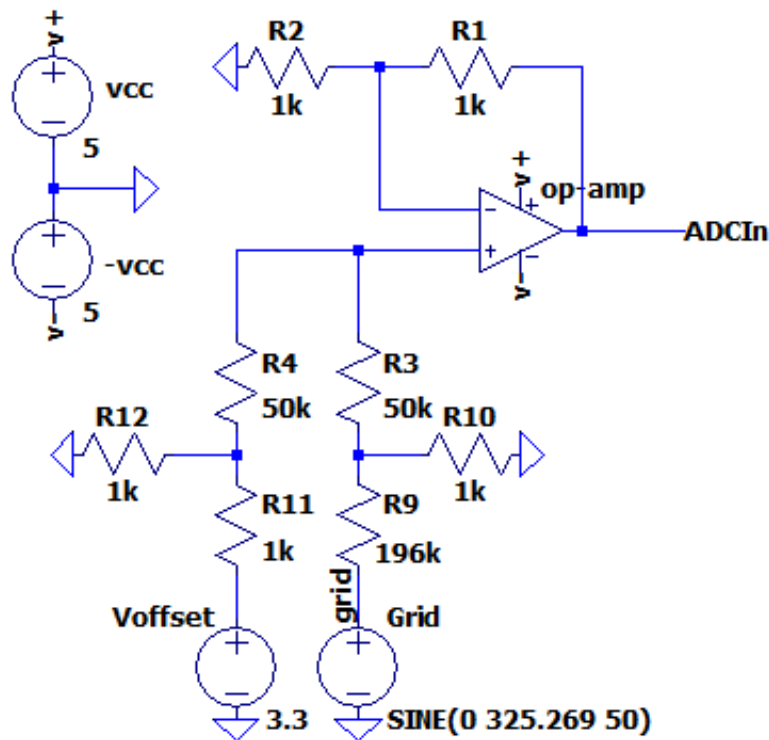 v+
vcc
5
-vcc
v-
5
R2
1k
R1
1k
v+
op-amp
-
+
+
-
v-
ADCIn
R4
50k
R3
50k
R12
1k
R10
1k
R11
1k
R9
196k
grid
Voffset
3.3
Grid
SINE(0 325.269 50)